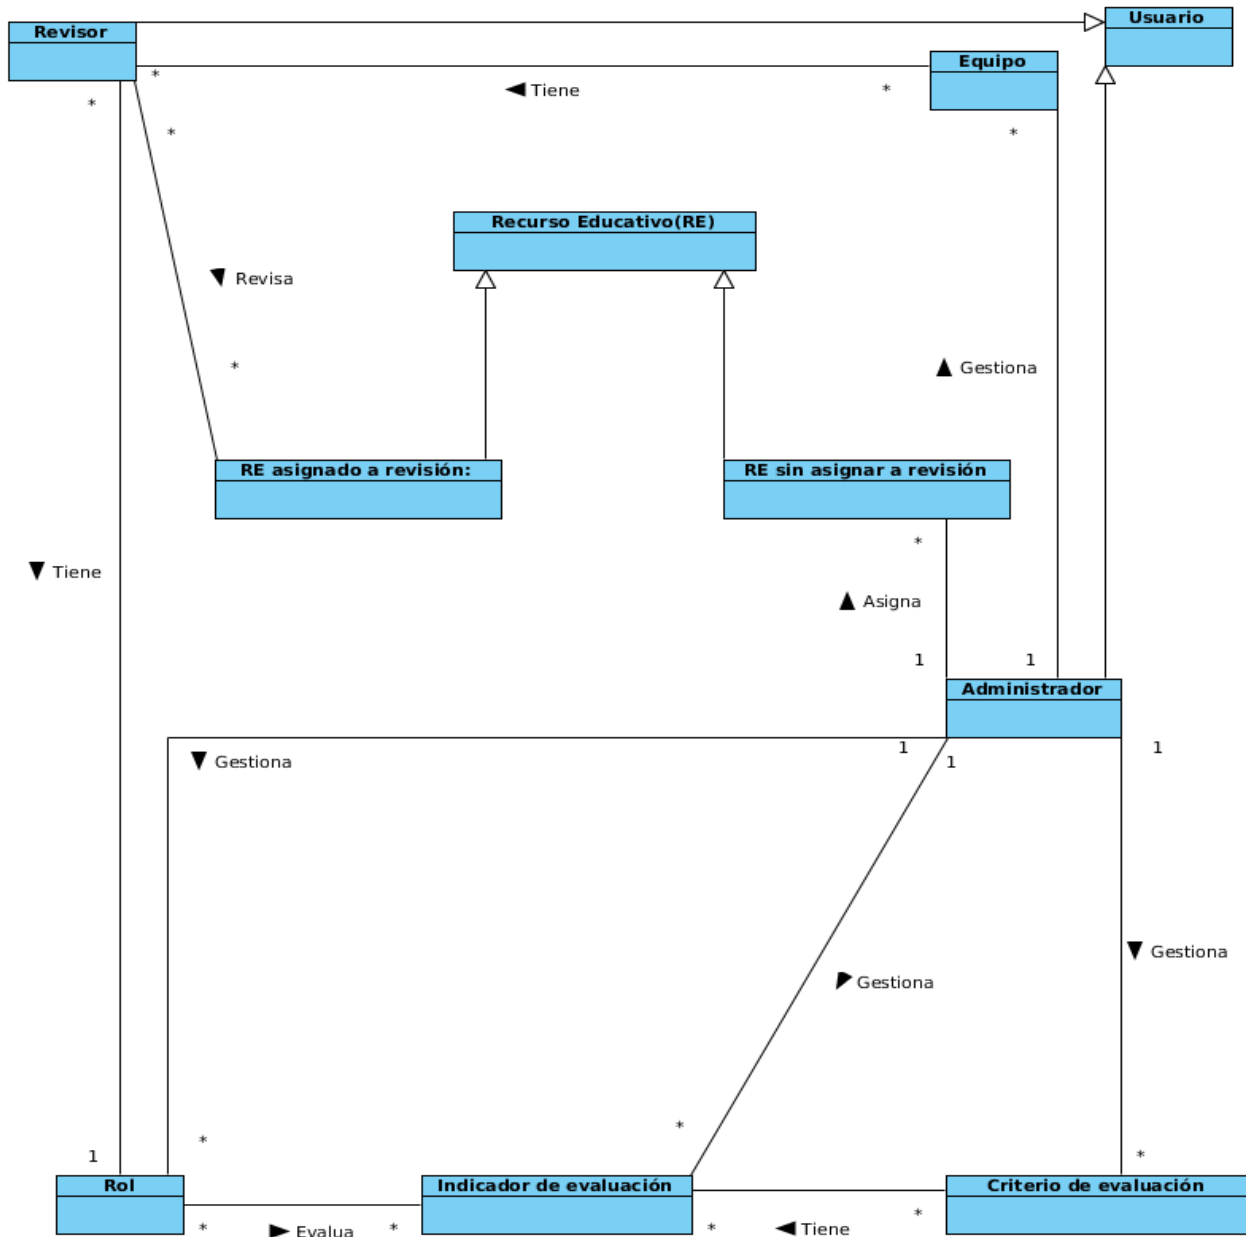 Revisor
Usuario
Equipo
*
*
Tiene
*
*
*
Recurso Educativo(RE)
Revisa
*
Gestiona
RE asignado a revisión:
RE sin asignar a revisión
*
Tiene
Asigna
1
1
Administrador
1
1
1
Gestiona
Gestiona
Gestiona
*
*
*
1
Rol
Indicador de evaluación
Criterio de evaluación
*
Evalua
*
*
Tiene
*